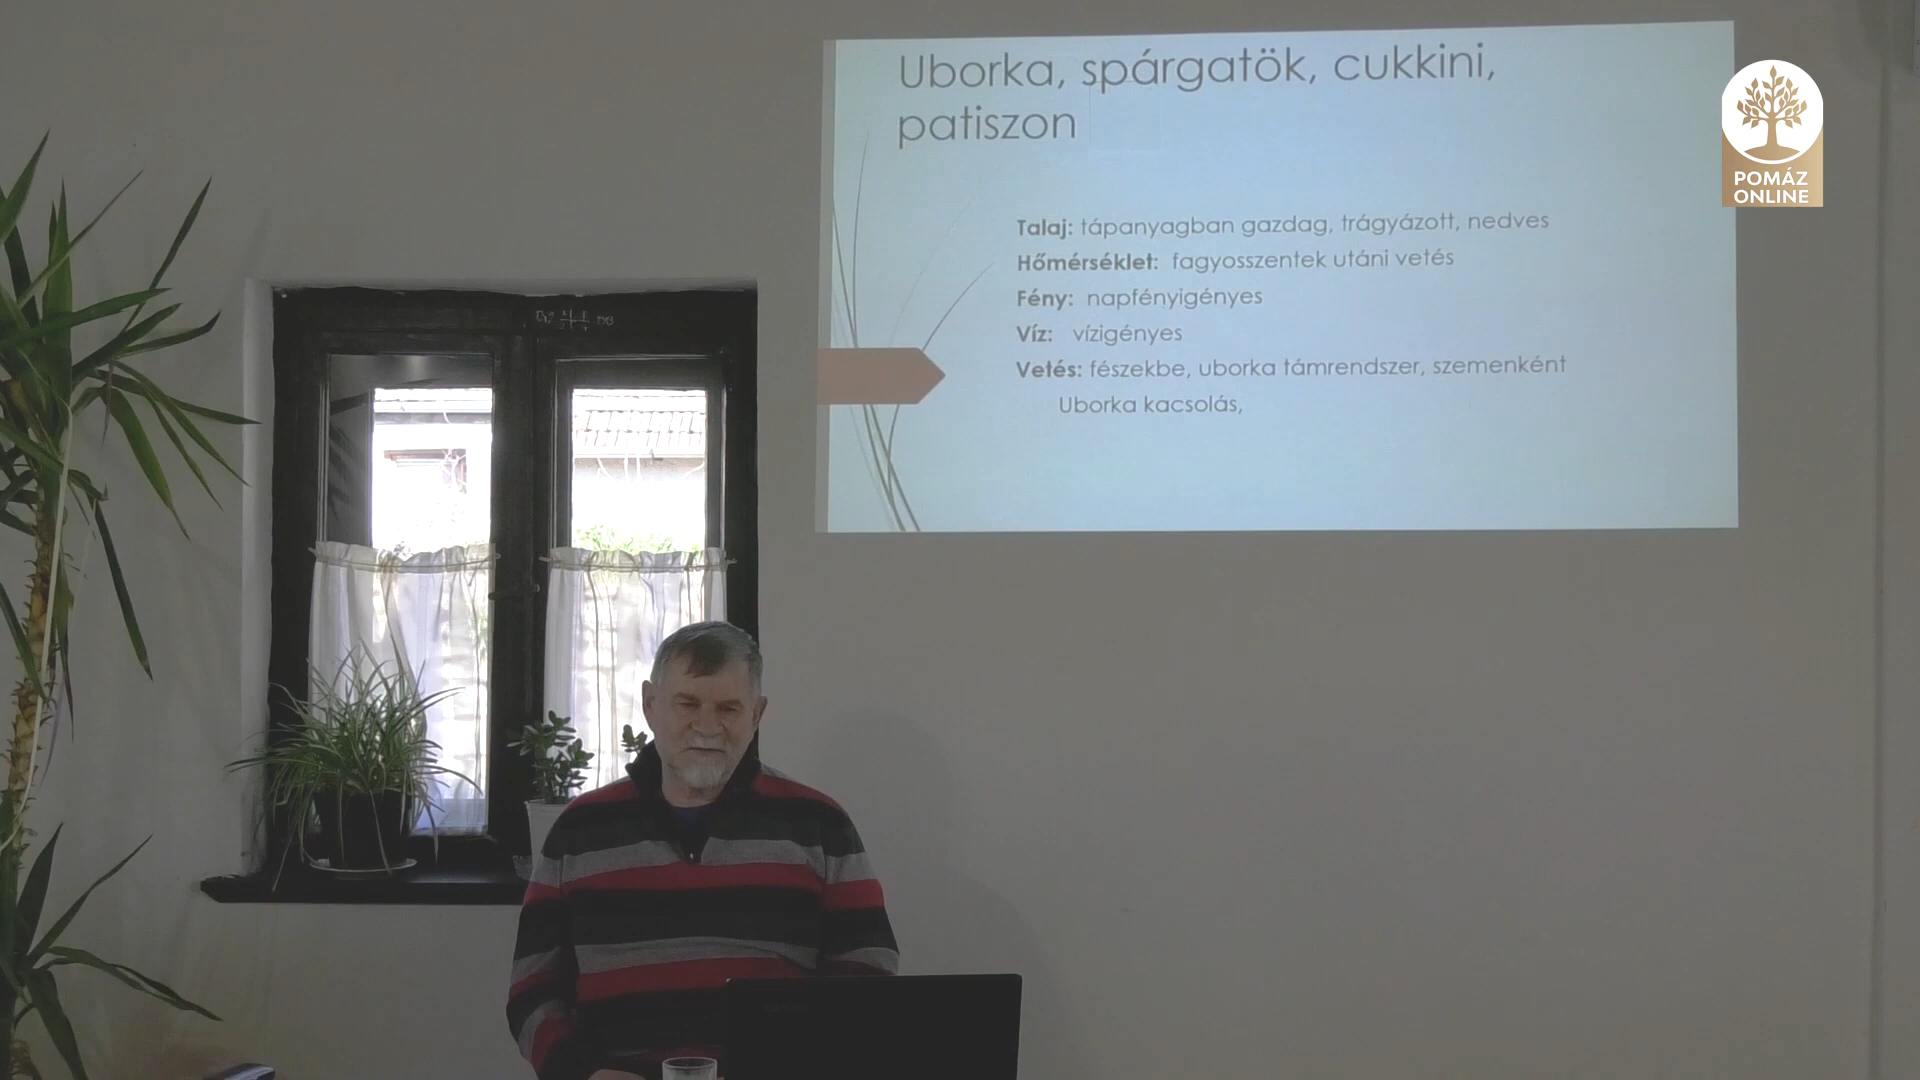 Uborka, spárgatök, cukkini,
patiszon
Talaj: tápanyagban gazdag, trágyázott, nedves
Hőmérséklet: fagyosszentek utáni vetés
Fény: napfényigényes
Víz: vízigényes
Vetés: fészekbe, uborka támrendszer, szemenként
Uborka kacsolás,
POMÁZ
ONLINE